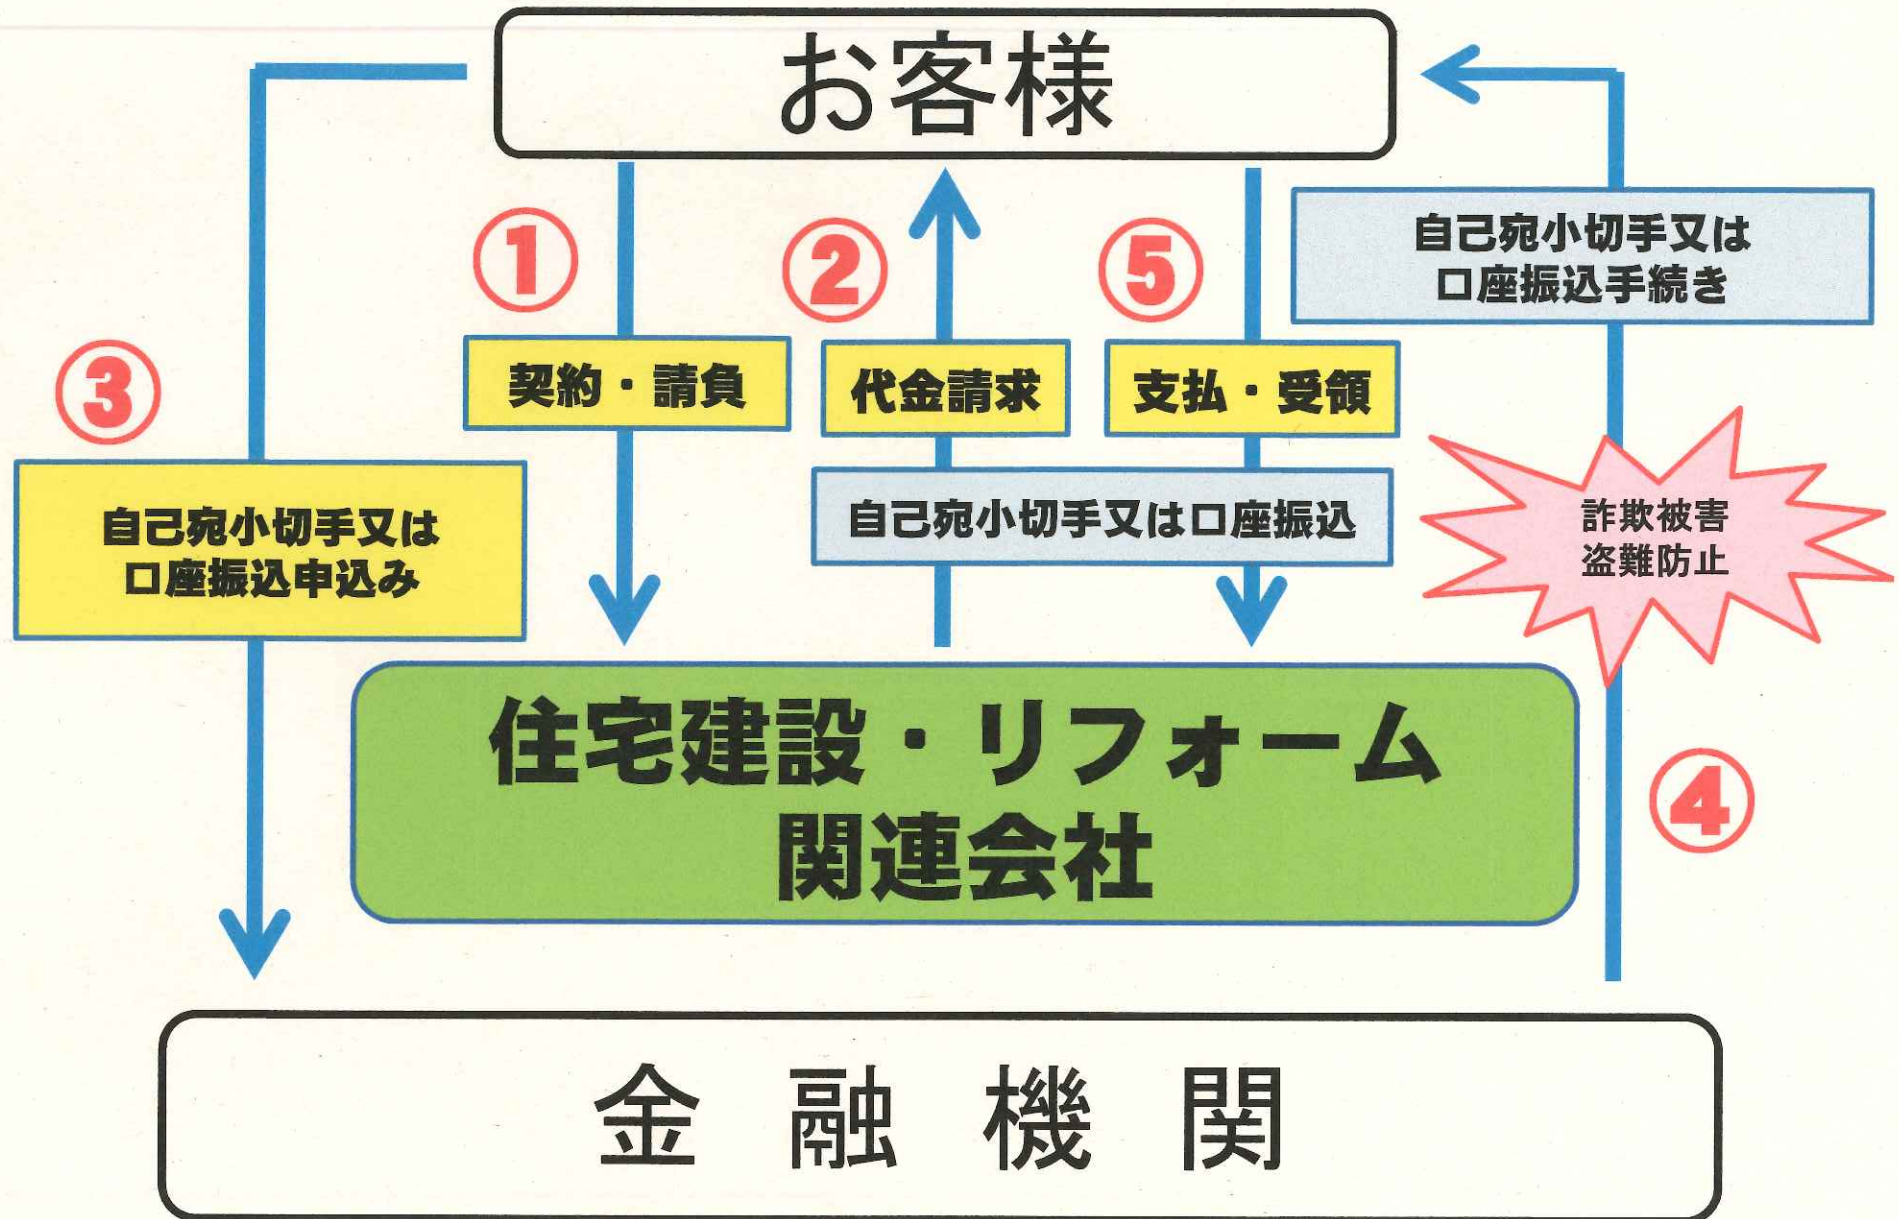 お客様
①
②
⑤
自己宛小切手又は
口座振込手続き
③
契約・請負
代金請求
支払・受領
自己宛小切手又は
口座振込申込み
自己宛小切手又は口座振込
詐欺被害
盗難防止
住宅建設・リフォーム
関連会社
④
金融機関